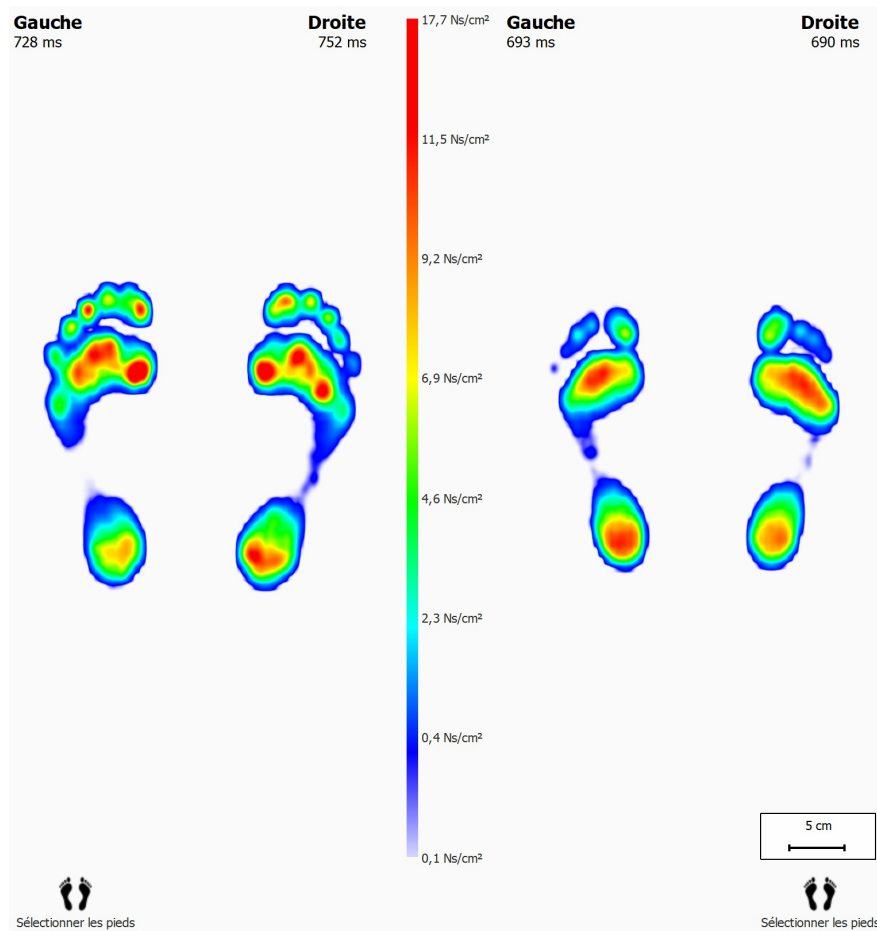 Gauche
728 ms
Droite
752 ms
17,7 Ns/cm²
11,5 Ns/cm²
9,2 Ns/cm²
6,9 Ns/cm²
4,6 Ns/cm²
2,3 Ns/cm²
0,4 Ns/cm²
0,1 Ns/cm²
Gauche
693 ms
Droite
690 ms
5 cm
Sélectionner les pieds
Sélectionner les pieds